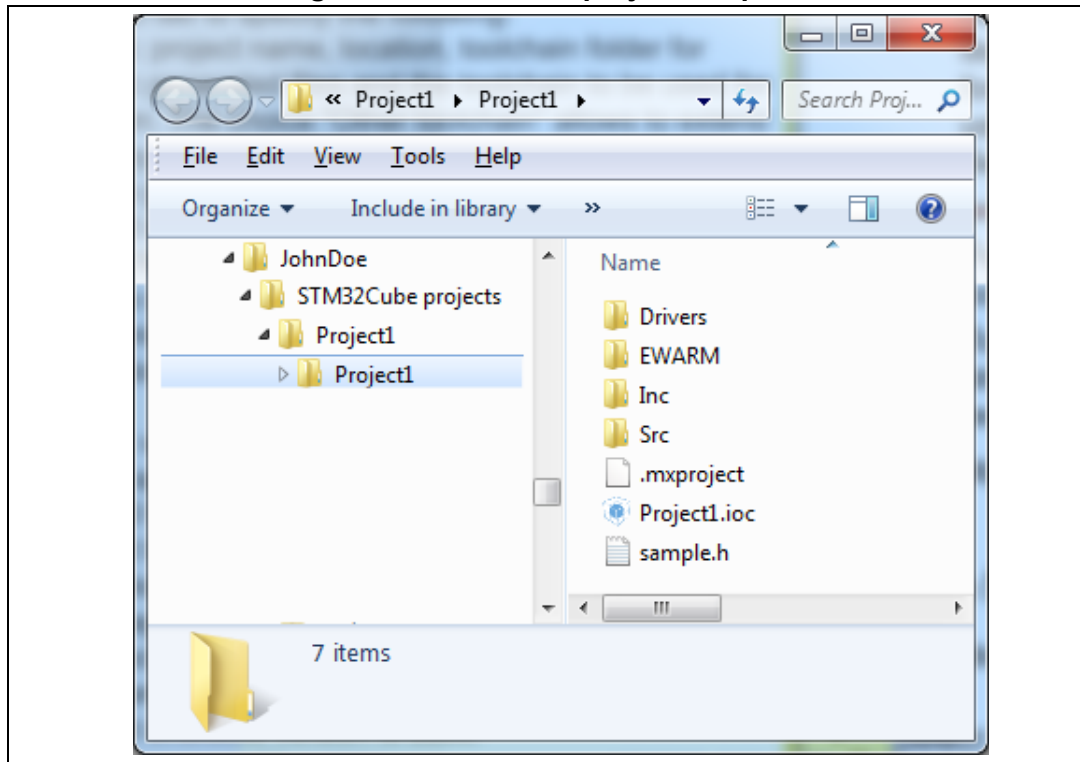 « Project1 ▸ Project1 ▸ Search Proj...
File Edit View Tools Help
Organize Include in library »
JohnDoe
STM32Cube projects
Project1
Project1
Name
Drivers
EWARM
Inc
Src
.mxproject
Project1.ioc
sample.h
7 items